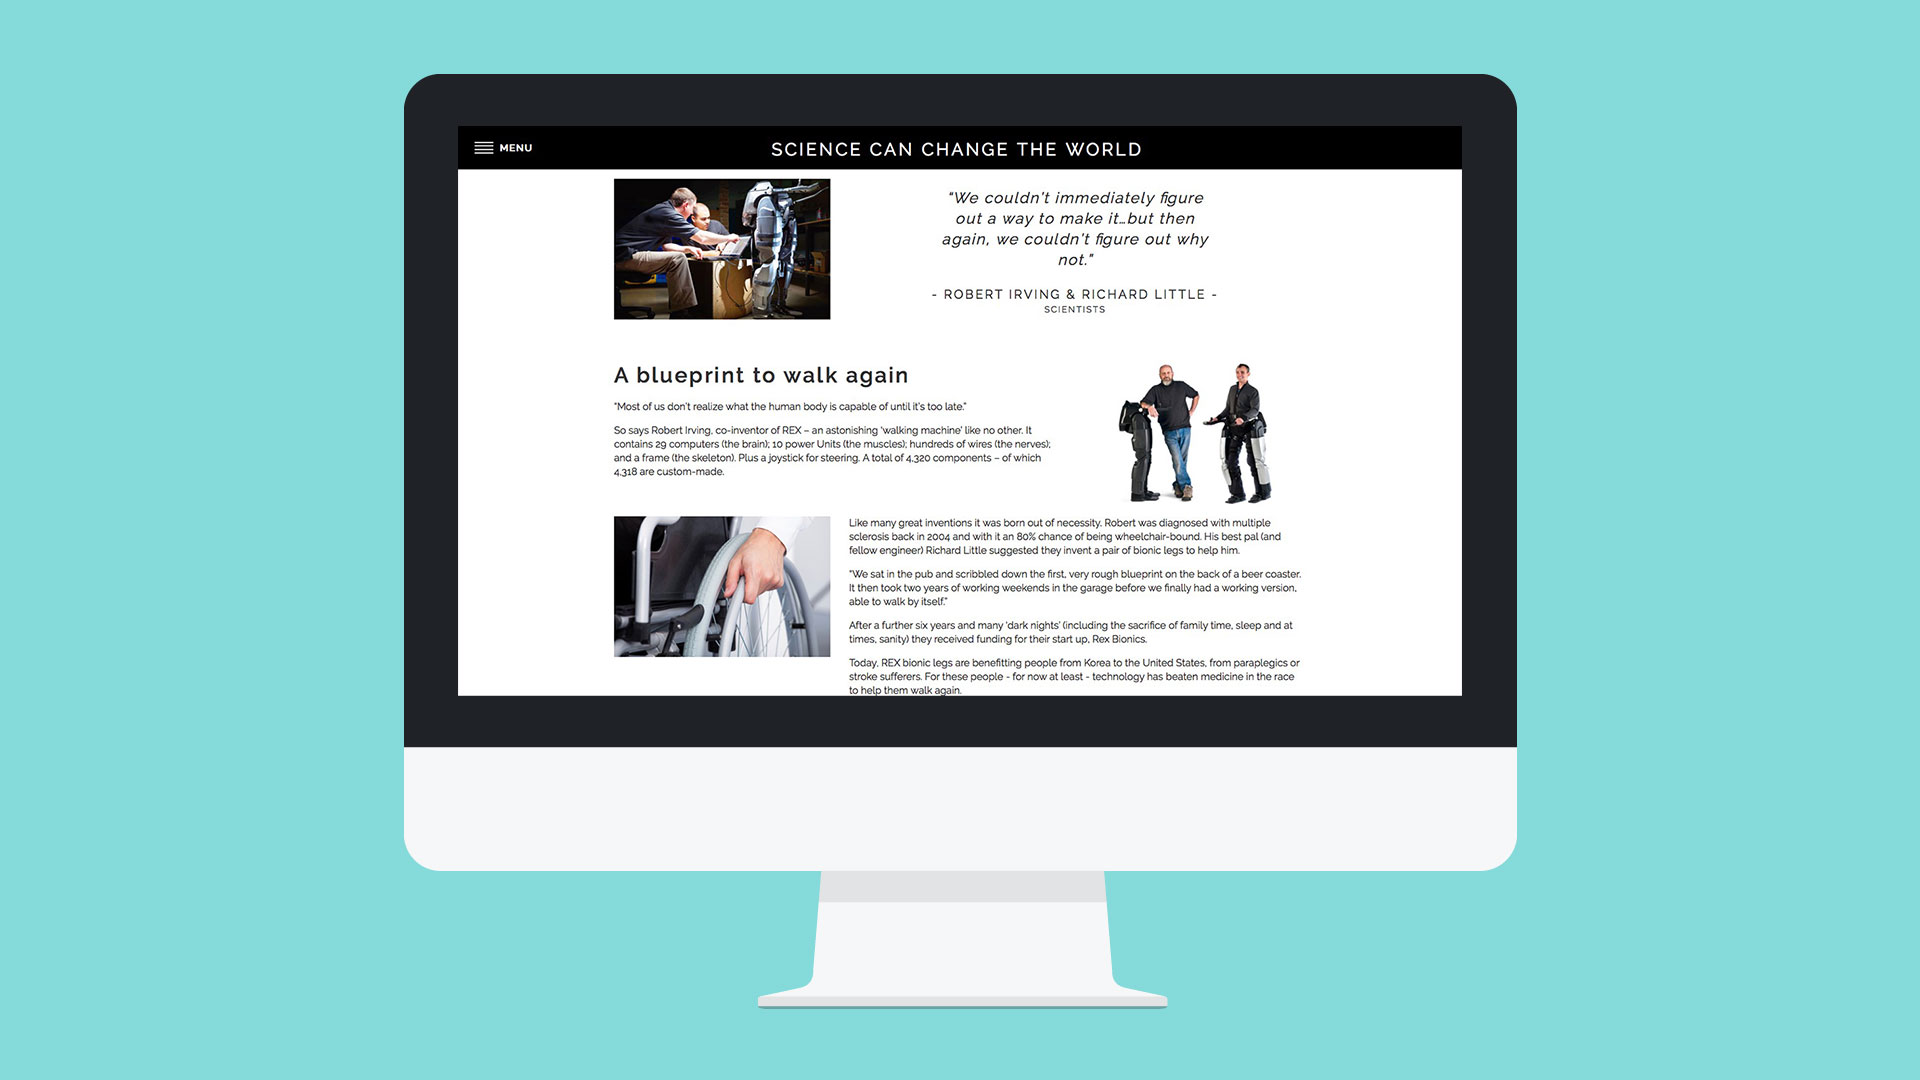 MENU
SCIENCE CAN CHANGE THE WORLD
"We couldn't immediately figure
out a way to make it…but then
again, we couldn't figure out why
not."
- ROBERT IRVING & RICHARD LITTLE -
SCIENTISTS
A blueprint to walk again
"Most of us don't realize what the human body is capable of until it's too late."
So says Robert Irving, co-inventor of REX – an astonishing 'walking machine' like no other. It
contains 29 computers (the brain); 10 power Units (the muscles); hundreds of wires (the nerves);
and a frame (the skeleton). Plus a joystick for steering. A total of 4,320 components – of which
4,318 are custom-made.
Like many great inventions it was born out of necessity. Robert was diagnosed with multiple
sclerosis back in 2004 and with it an 80% chance of being wheelchair-bound. His best pal (and
fellow engineer) Richard Little suggested they invent a pair of bionic legs to help him.
"We sat in the pub and scribbled down the first, very rough blueprint on the back of a beer coaster.
It then took two years of working weekends in the garage before we finally had a working version,
able to walk by itself."
After a further six years and many 'dark nights' (including the sacrifice of family time, sleep and at
times, sanity) they received funding for their start up, Rex Bionics.
Today, REX bionic legs are benefitting people from Korea to the United States, from paraplegics or
stroke sufferers. For these people - for now at least - technology has beaten medicine in the race
to help them walk again.